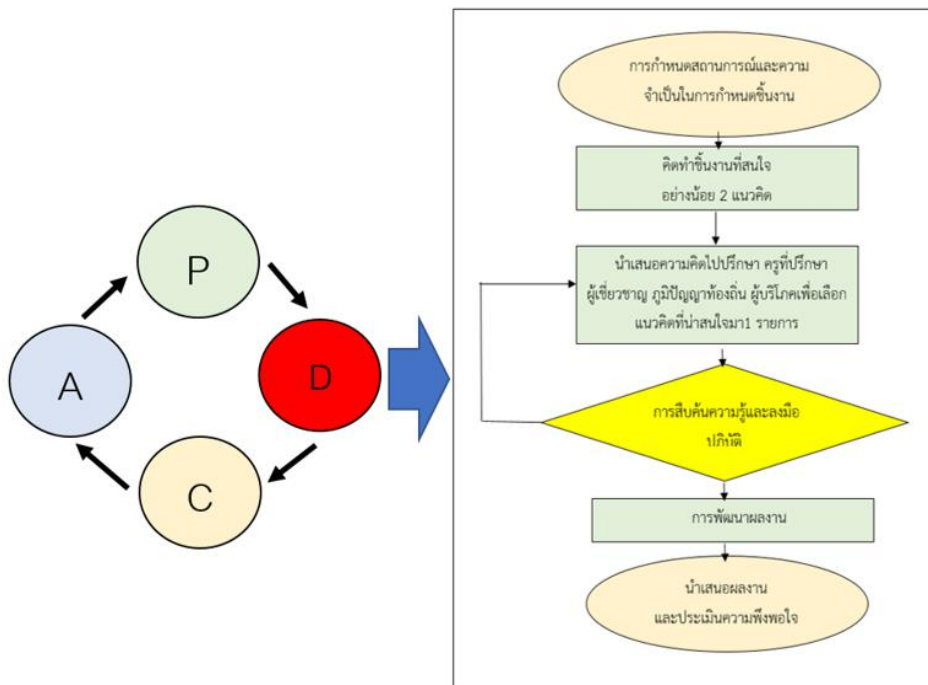 P
D
C
A
การกำหนดสถานการณ์และความ
จำเป็นในการกำหนดชิ้นงาน
คิดทำชิ้นงานที่สนใจ
อย่างน้อย 2 แนวคิด
นำเสนอความคิดไปปรึกษา ครูที่ปรึกษา
ผู้เชี่ยวชาญ ภูมิปัญญาท้องถิ่น ผู้บริโภคเพื่อเลือก
แนวคิดที่น่าสนใจมา1 รายการ
การสืบค้นความรู้และลงมือ
ปภิบัติ
การพัฒนาผลงาน
นำเสนอผลงาน
และประเมินความพึงพอใจ